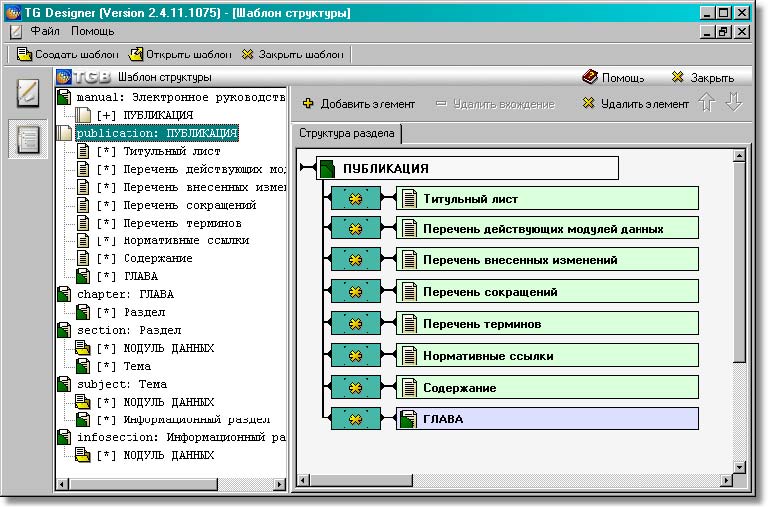 TG Designer (Version 2.4.11.1075) - [Шаблон структуры]
Файл Помощь
Создать шаблон Открыть шаблон Закрыть шаблон
TGB Шаблон структуры Помощь Закрыть
manual: Электронное руководств
[+] ПУБЛИКАЦИЯ
publication: ПУБЛИКАЦИЯ
[*] Титульный лист
[*] Перечень действующих мод
[*] Перечень внесенных измен
[*] Перечень сокращений
[*] Перечень терминов
[*] Нормативные ссылки
[*] Содержание
[*] ГЛАВА
chapter: ГЛАВА
[*] Раздел
section: Раздел
[*] МОДУЛЬ ДАННЫХ
[*] Тема
subject: Тема
[*] МОДУЛЬ ДАННЫХ
[*] Информационный раздел
infosection: Информационный ра
[*] МОДУЛЬ ДАННЫХ
Добавить элемент Удалить вхождение Удалить элемент
Структура раздела
ПУБЛИКАЦИЯ
Титульный лист
Перечень действующих модулей данных
Перечень внесенных изменений
Перечень сокращений
Перечень терминов
Нормативные ссылки
Содержание
ГЛАВА